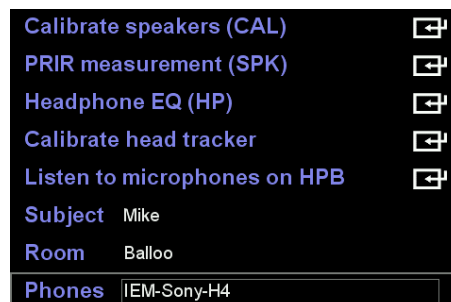 Calibrate speakers (CAL)
PRIR measurement (SPK)
Headphone EQ (HP)
Calibrate head tracker
Listen to microphones on HPB
Subject Mike
Room Balloo
Phones IEM-Sony-H4